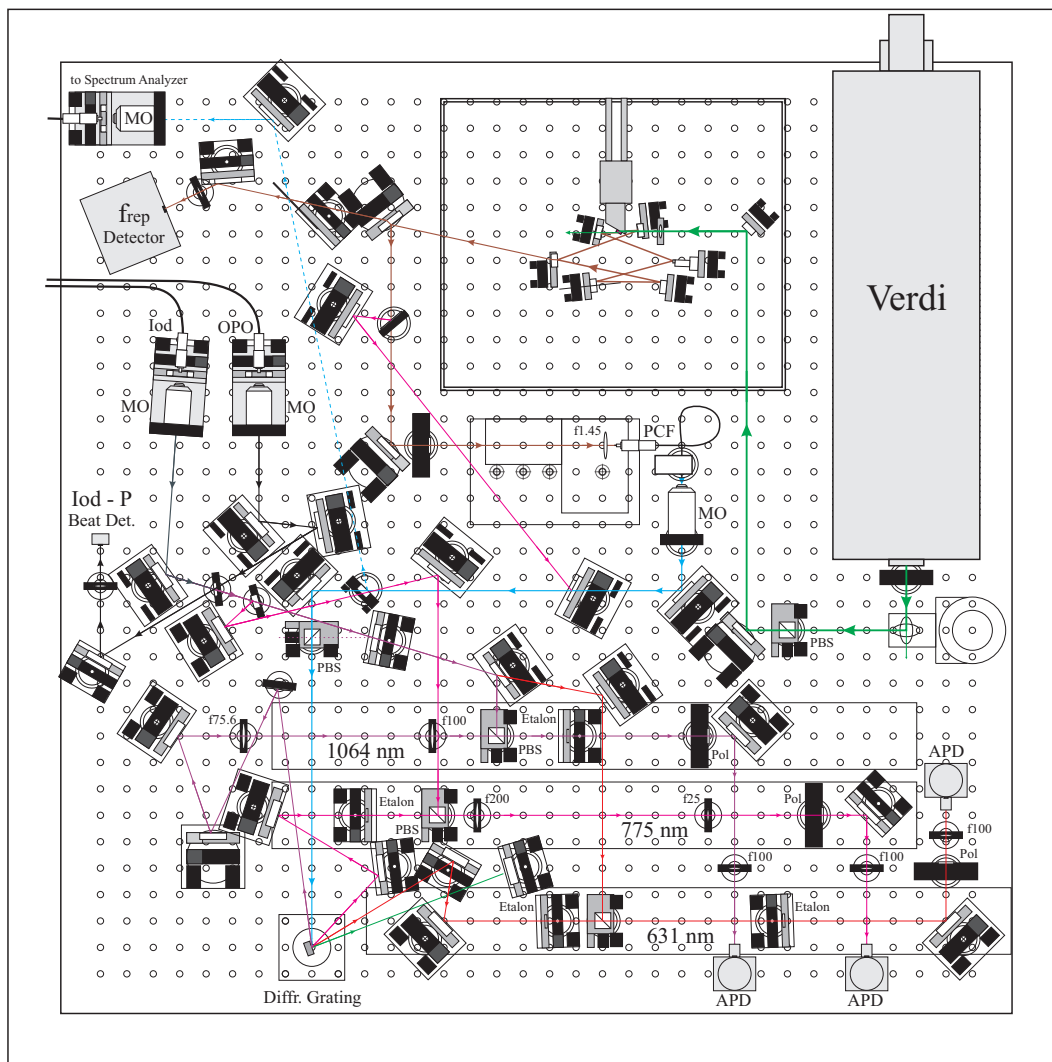 to Spectrum Analyzer
MO
frep
Detector
Verdi
Iod
OPO
MO
MO
f1.45
PCF
MO
Iod - P
Beat Det.
PBS
PBS
f75.6
f100
Etalon
PBS
Pol
1064 nm
APD
Etalon
PBS
f200
f25
Pol
775 nm
f100
f100
f100
Pol
Etalon
Etalon
631 nm
Diffr. Grating
APD
APD